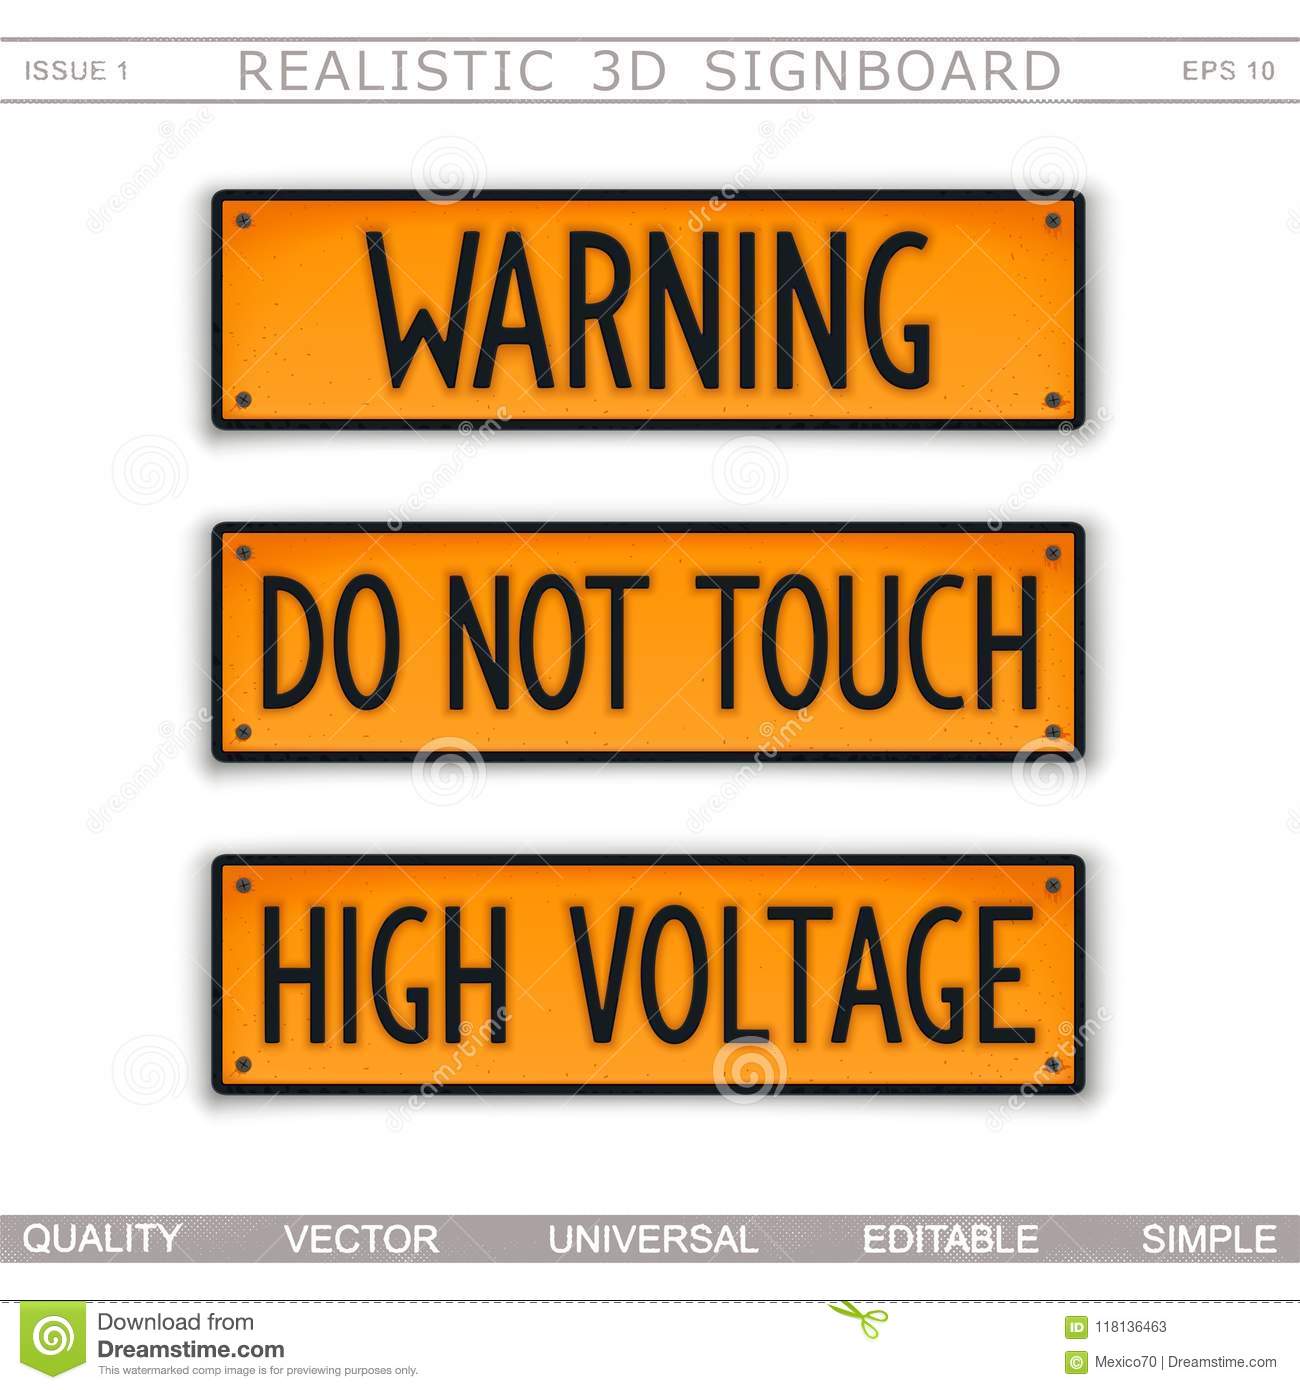 ISSUE 1 REALISTIC 3D SIGNBOARD EPS 10
WARNING
DO NOT TOUCH
HIGH VOLTAGE
QUALITY VECTOR UNIVERSAL EDITABLE SIMPLE
Download from
Dreamstime.com
This watermarked comp image is for previewing purposes only.
ID 118136463
© Mexico70 | Dreamstime.com